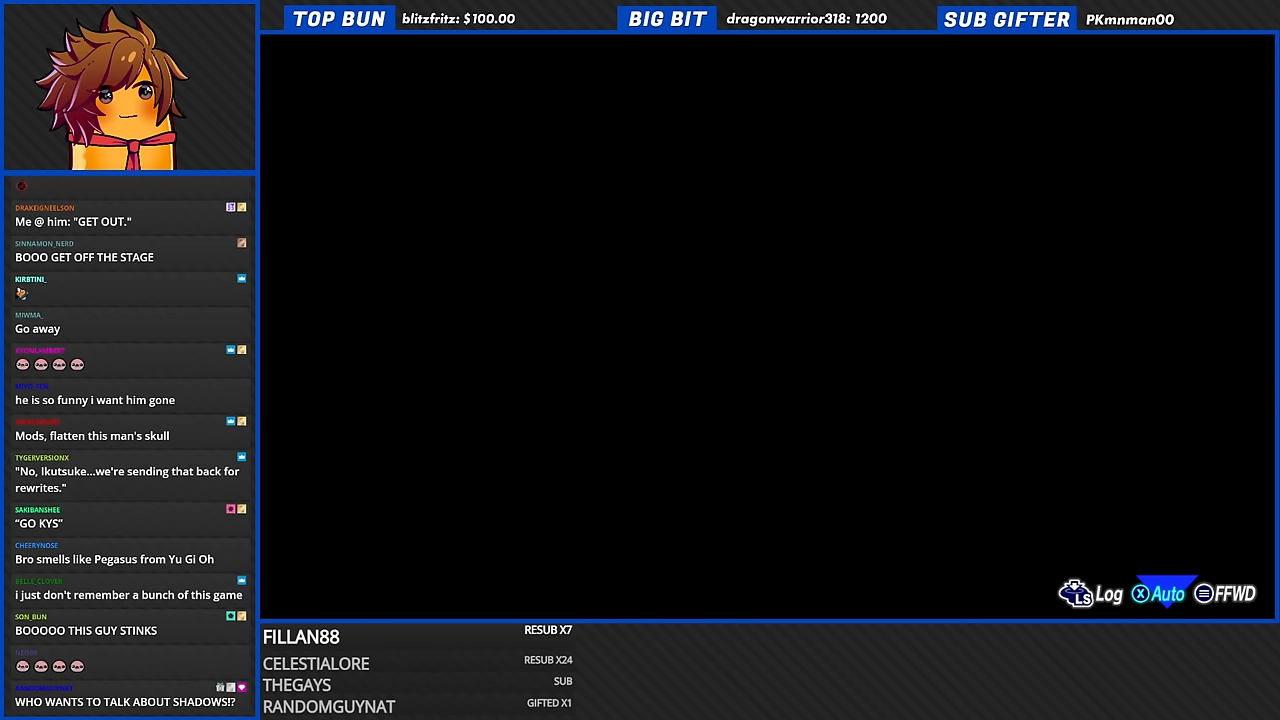 TOP BUN
blitzfritz: $100.00
BIG BIT
dragonwarrior318: 1200
SUB GIFTER
PKmnman00
DRAKEIGNEELSON
Me @ him: "GET OUT."
SINNAMON_NERD
BOOO GET OFF THE STAGE
KIRBTINI_
MIWMA_
Go away
he is so funny i want him gone
Mods, flatten this man's skull
TYGERVERSIONX
"No, Ikutsuke...we're sending that back for
rewrites."
SAKIBANSHEE
“GO KYS”
CHEERYNOSE
Bro smells like Pegasus from Yu Gi Oh
BELLE_CLOVER
i just don't remember a bunch of this game
SON_BUN
BOOOOO THIS GUY STINKS
RANDOMGUYNAT
WHO WANTS TO TALK ABOUT SHADOWS!?
LS Log X Auto FFWD
FILLAN88 RESUB X7
CELESTIALORE RESUB X24
THEGAYS SUB
RANDOMGUYNAT GIFTED X1